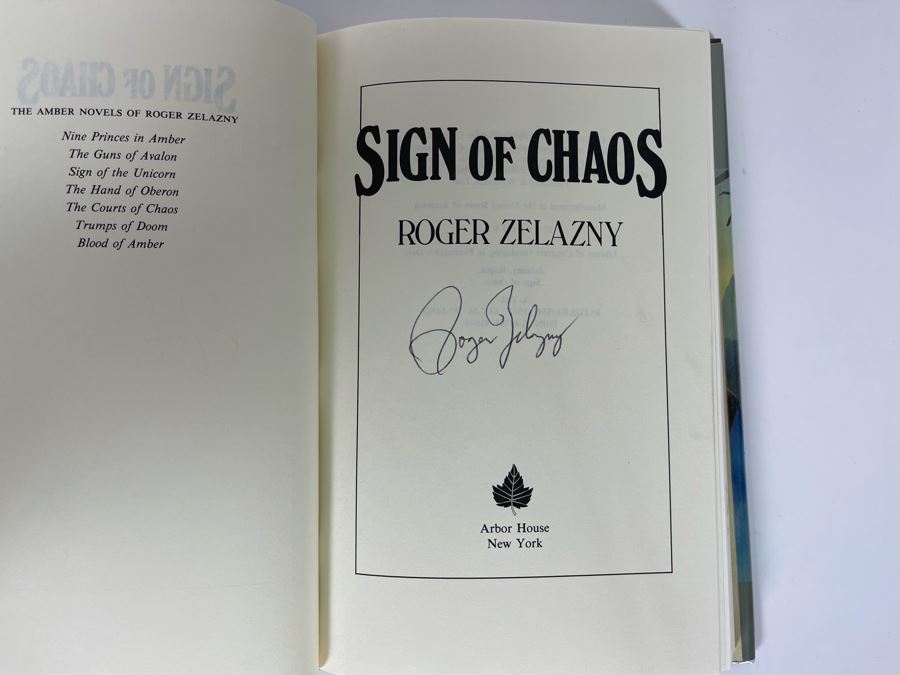 THE AMBER NOVELS OF ROGER ZELAZNY
Nine Princes in Amber
The Guns of Avalon
Sign of the Unicorn
The Hand of Oberon
The Courts of Chaos
Trumps of Doom
Blood of Amber
SIGN OF CHAOS
ROGER ZELAZNY
Roger Zelazny
Arbor House
New York